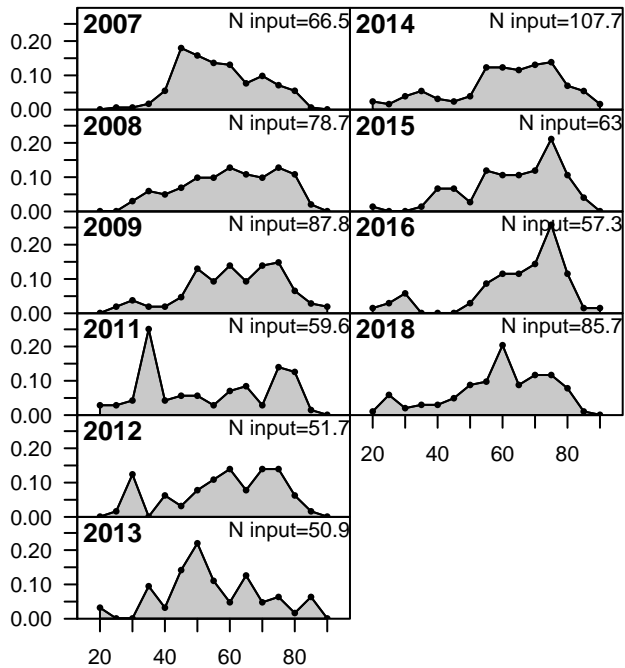 2007 N input=66.5
0.00 0.10 0.20
2014 N input=107.7
2008 N input=78.7
0.00 0.10 0.20
2015 N input=63
2009 N input=87.8
0.00 0.10 0.20
2016 N input=57.3
2011 N input=59.6
0.00 0.10 0.20
2018 N input=85.7
20 40 60 80
2012 N input=51.7
0.00 0.10 0.20
2013 N input=50.9
0.00 0.10 0.20
20 40 60 80